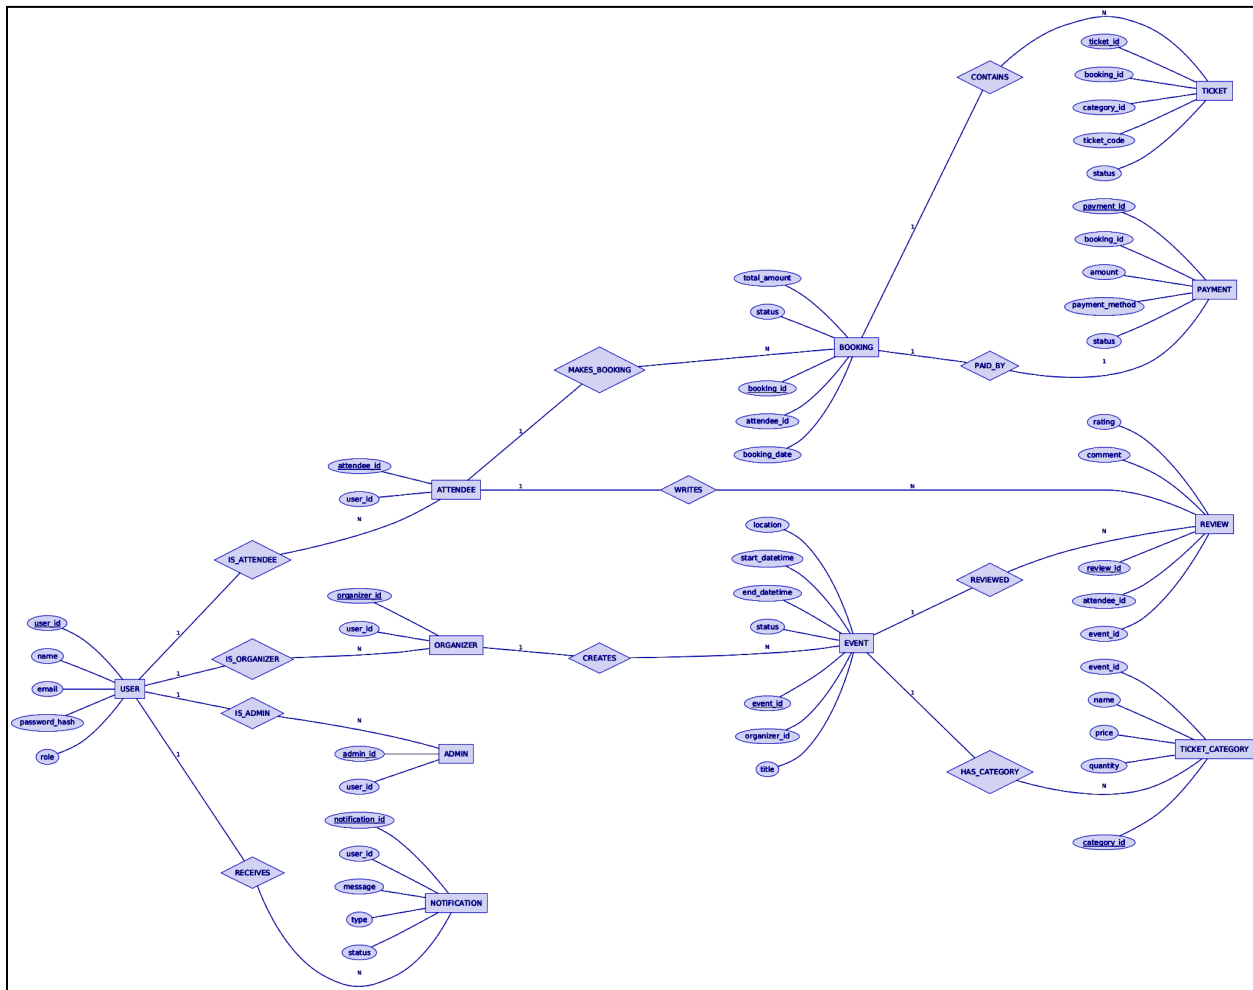 N
ticket_id
CONTAINS
booking_id
TICKET
category_id
ticket_code
status
payment_id
1
booking_id
total_amount
amount
PAYMENT
payment_method
status
status
BOOKING
N
1
PAID_BY
1
MAKES_BOOKING
booking_id
attendee_id
rating
1
booking_date
comment
attendee_id
ATTENDEE
1
WRITES
N
user_id
N
location
REVIEW
N
IS_ATTENDEE
start_datetime
review_id
REVIEWED
organizer_id
end_datetime
attendee_id
1
user_id
status
event_id
user_id
1
ORGANIZER
1
CREATES
N
EVENT
name
IS_ORGANIZER
N
event_id
1
USER
1
1
email
event_id
name
password_hash
IS_ADMIN
N
organizer_id
price
role
admin_id
ADMIN
title
HAS_CATEGORY
quantity
TICKET_CATEGORY
1
user_id
N
notification_id
category_id
user_id
RECEIVES
message
NOTIFICATION
type
status
N